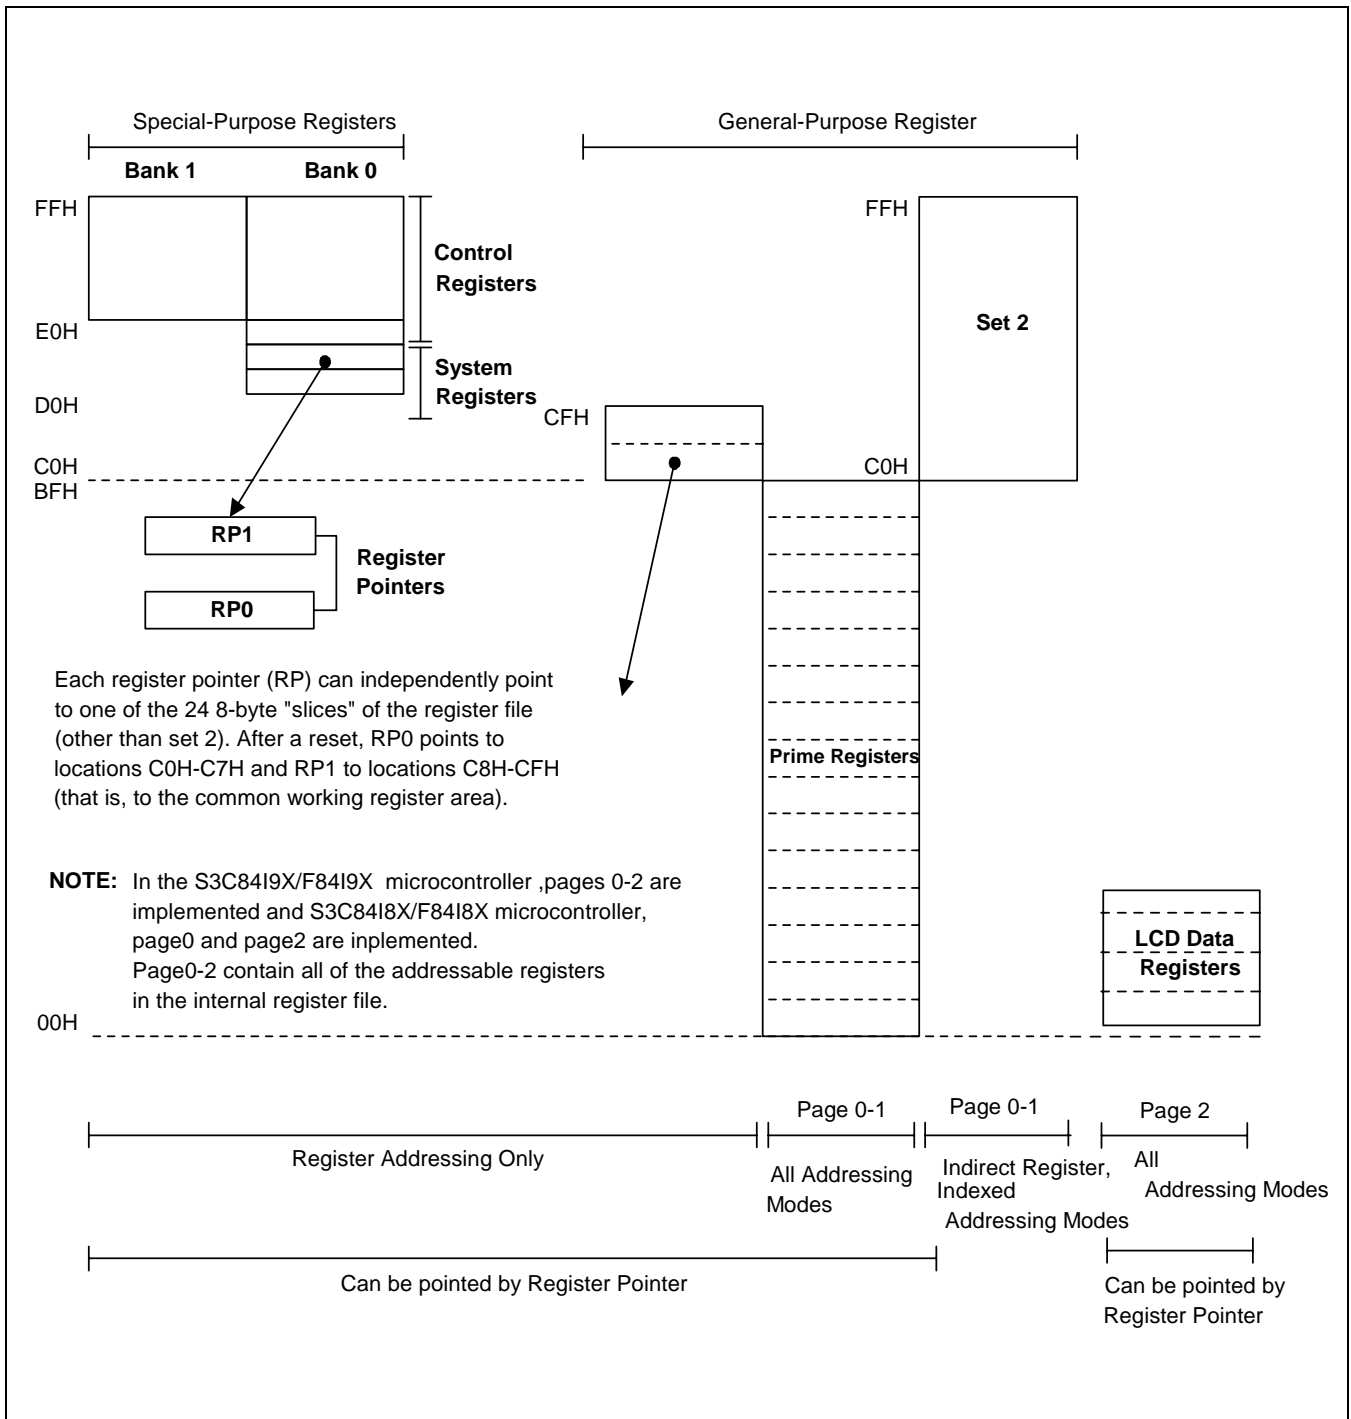 Special-Purpose Registers
General-Purpose Register
Bank 1
Bank 0
FFH
FFH
Control
Registers
E0H
Set 2
System
Registers
D0H
CFH
C0H
C0H
BFH
RP1
Register
Pointers
RP0
Each register pointer (RP) can independently point
to one of the 24 8-byte "slices" of the register file
(other than set 2). After a reset, RP0 points to
locations C0H-C7H and RP1 to locations C8H-CFH
(that is, to the common working register area).
Prime Registers
NOTE: In the S3C84I9X/F84I9X microcontroller ,pages 0-2 are
implemented and S3C84I8X/F84I8X microcontroller,
page0 and page2 are inplemented.
Page0-2 contain all of the addressable registers
in the internal register file.
LCD Data
Registers
00H
Page 0-1
Page 0-1
Page 2
Register Addressing Only
All Addressing
Modes
Indirect Register,
Indexed
Addressing Modes
All
Addressing Modes
Can be pointed by Register Pointer
Can be pointed by
Register Pointer